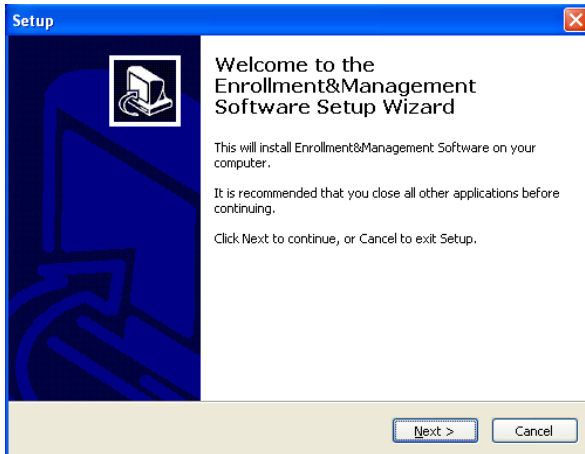 Setup
Welcome to the
Enrollment&Management
Software Setup Wizard
This will install Enrollment&Management Software on your
computer.
It is recommended that you close all other applications before
continuing.
Click Next to continue, or Cancel to exit Setup.
Next >
Cancel